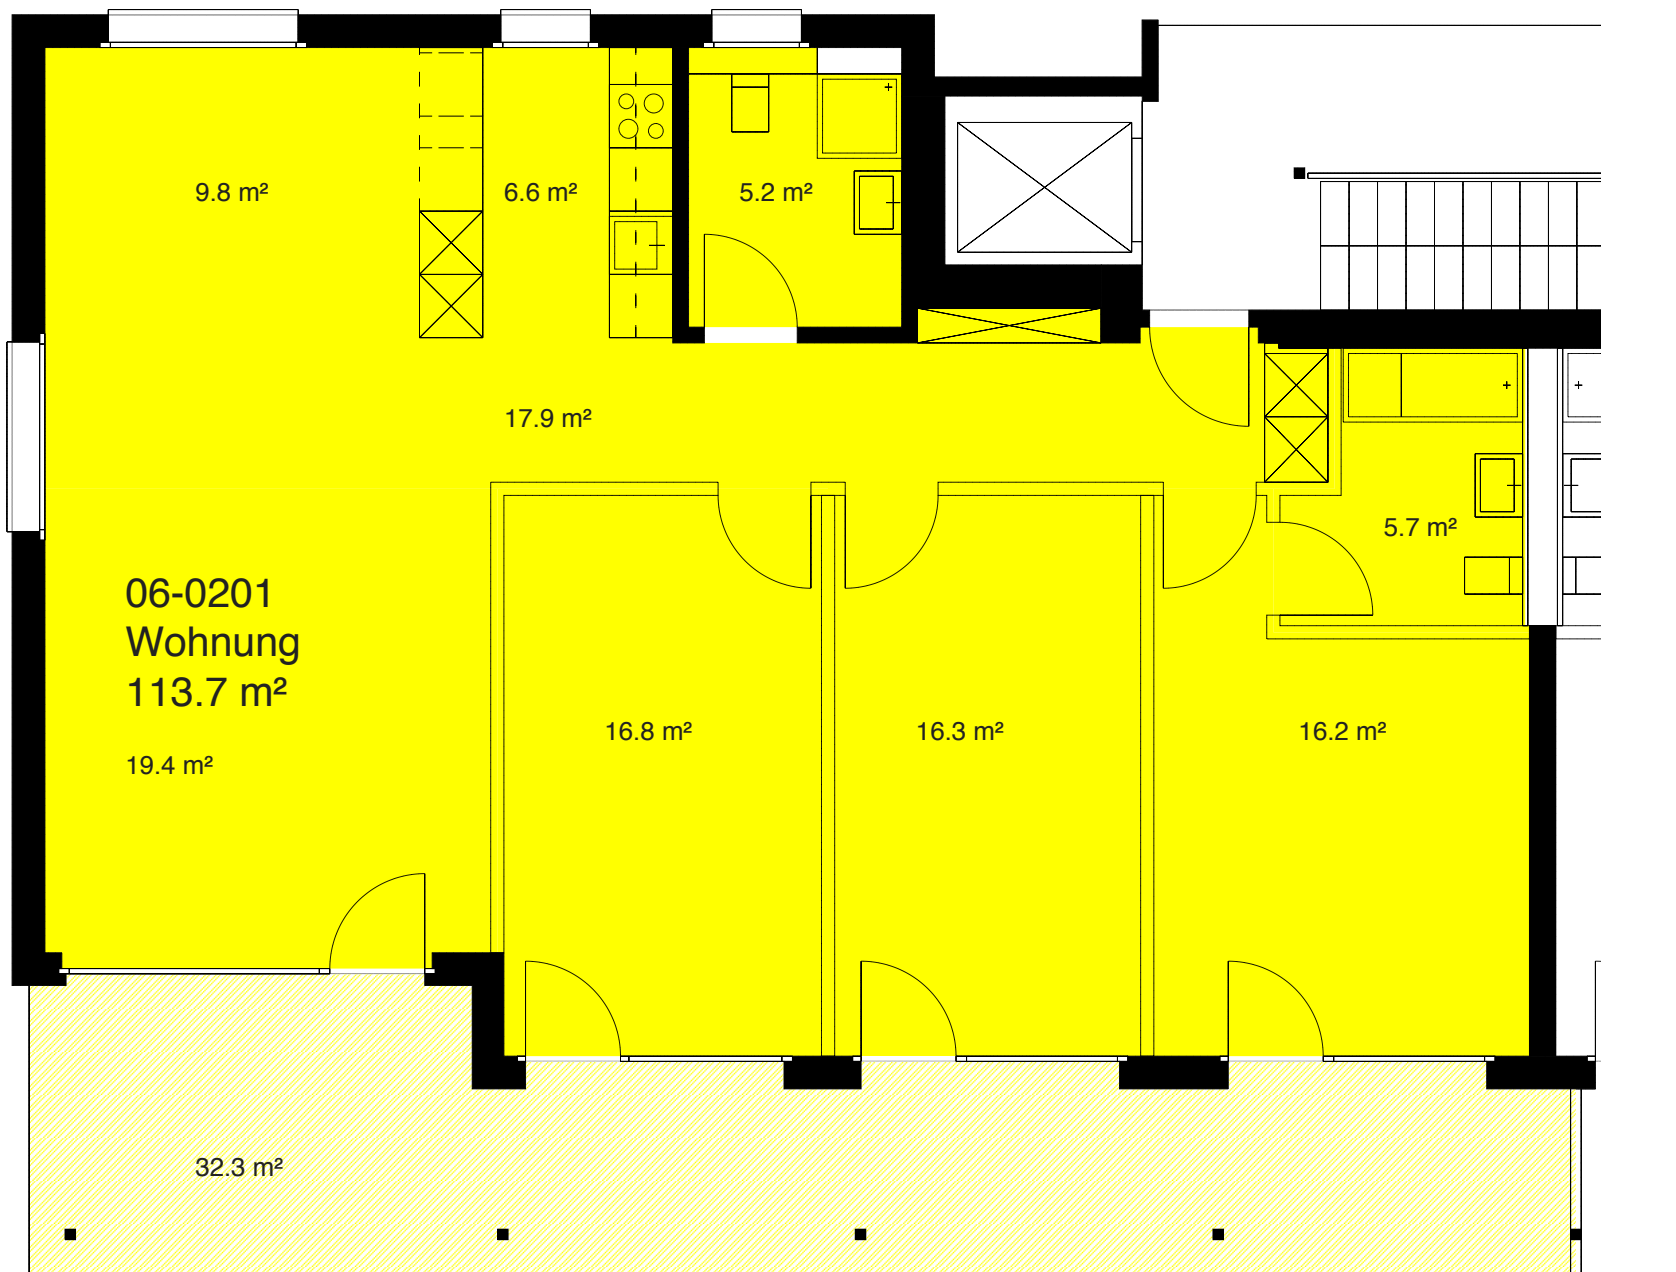 9.8 m²
6.6 m²
5.2 m²
17.9 m²
5.7 m²
06-0201
Wohnung
113.7 m²
19.4 m²
16.8 m²
16.3 m²
16.2 m²
32.3 m²